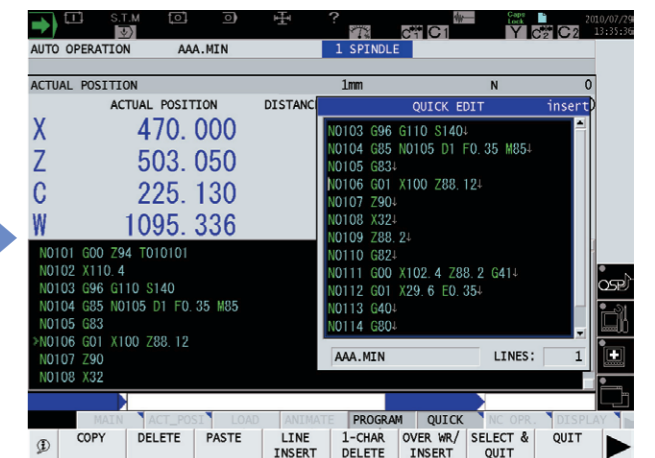 S.T.M ? Caps Lock 2010/07/29
Y 13:35:36
AUTO OPERATION AAA.MIN 1 SPINDLE
ACTUAL POSITION 1mm N 0
ACTUAL POSITION DISTANC
X 470.000
Z 503.050
C 225.130
W 1095.336
QUICK EDIT insert
N0103 G96 G110 S140↓
N0104 G85 N0105 D1 F0.35 M85↓
N0105 G83↓
N0106 G01 X100 Z88.12↓
N0107 Z90↓
N0108 X32↓
N0109 Z88.2↓
N0110 G82↓
N0111 G00 X102.4 Z88.2 G41↓
N0112 G01 X29.6 E0.35↓
N0113 G40↓
N0114 G80↓
AAA.MIN LINES: 1
N0101 G00 Z94 T010101
N0102 X110.4
N0103 G96 G110 S140
N0104 G85 N0105 D1 F0.35 M85
N0105 G83
>N0106 G01 X100 Z88.12
N0107 Z90
N0108 X32
OSP
MAIN ACT_POSI LOAD ANIMATE PROGRAM QUICK NC OPR. DISPLAY
COPY DELETE PASTE LINE INSERT 1-CHAR DELETE OVER WR/ INSERT SELECT & QUIT QUIT